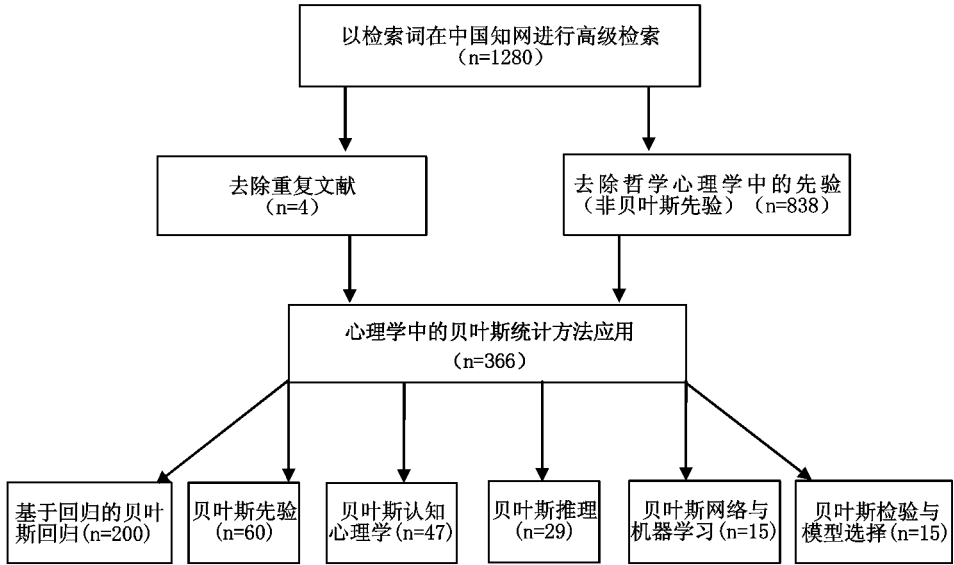 以检索词在中国知网进行高级检索
（n=1280）
去除重复文献
（n=4）
去除哲学心理学中的先验
（非贝叶斯先验）（n=838）
心理学中的贝叶斯统计方法应用
（n=366）
基于回归的贝叶
斯回归(n=200)
贝叶斯先验
(n=60)
贝叶斯认知
心理学(n=47)
贝叶斯推理
(n=29)
贝叶斯网络与
机器学习(n=15)
贝叶斯检验与
模型选择(n=15)